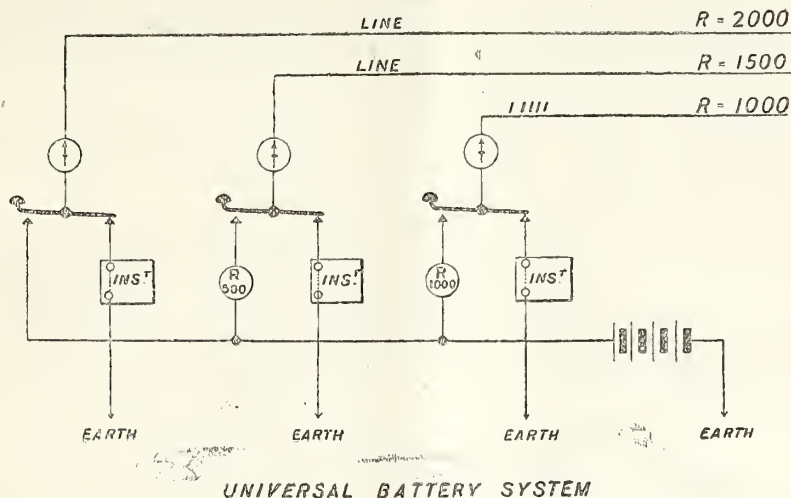 LINE R = 2000
LINE R = 1500
R = 1000
INS.T INS.T INS.T
R 500
R 1000
EARTH EARTH EARTH EARTH
UNIVERSAL BATTERY SYSTEM